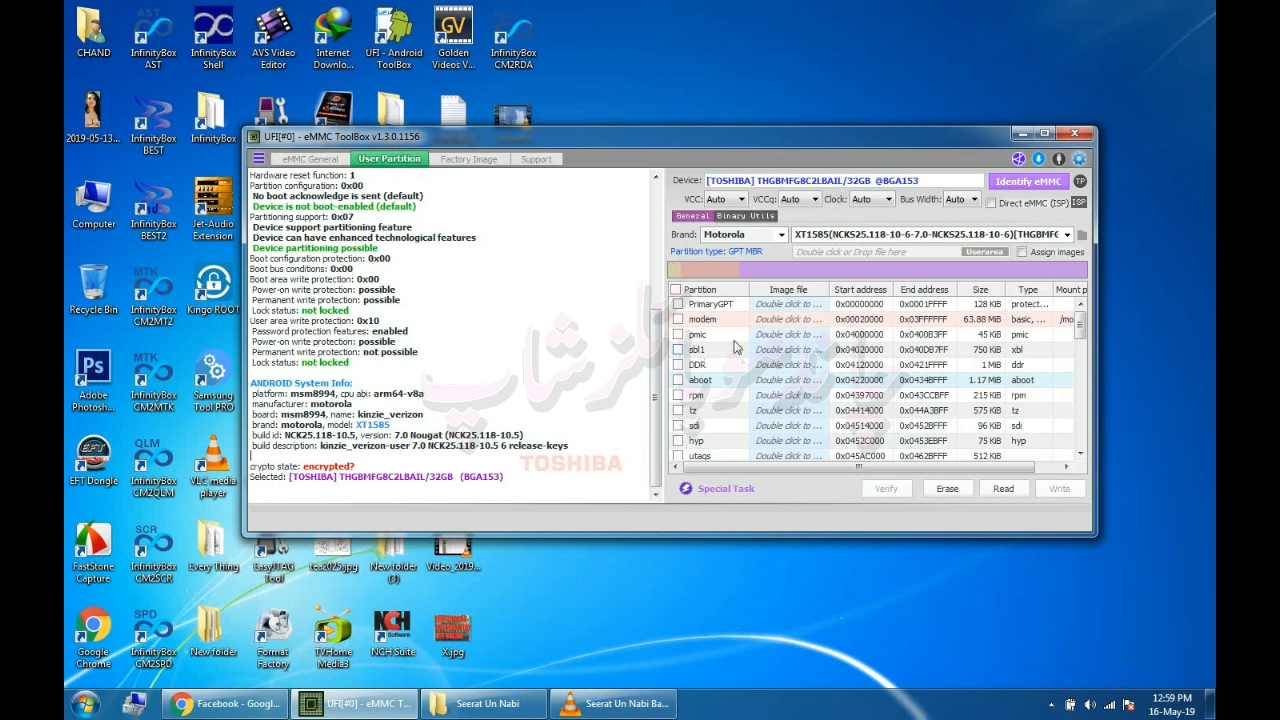 CHAND
InfinityBox AST
InfinityBox Shell
AVS Video Editor
Internet Downlo...
UFI - Android ToolBox
GV
Golden Videos V...
InfinityBox CM2RDA
2019-05-13...
InfinityBox BEST
InfinityBox
Computer
InfinityBox BEST2
Jet-Audio Extension
Recycle Bin
MTK
InfinityBox CM2MT2
Kingo ROOT
Ps
Adobe Photosh...
MTK
InfinityBox CM2MTK
Samsung Tool PRO
EFT Dongle
QLM
InfinityBox CM2QLM
VLC media player
FastStone Capture
SCR
InfinityBox CM2SCR
Every Thing
EasyJTAG Tool
New folder (3)
Video_2019...
Google Chrome
SPD
InfinityBox CM2SPD
New folder
Format Factory
TVHome Media3
NCH Software
NCH Suite
X.jpg
UFI[#0] - eMMC ToolBox v1.3.0.1156
eMMC General User Partition Factory Image Support
Hardware reset function: 1
Partition configuration: 0x00
No boot acknowledge is sent (default)
Device is not boot-enabled (default)
Partitioning support: 0x07
Device support partitioning feature
Device can have enhanced technological features
Device partitioning possible
Boot configuration protection: 0x00
Boot bus conditions: 0x00
Boot area write protection: 0x00
Power-on write protection: possible
Permanent write protection: possible
Lock status: not locked
User area write protection: 0x10
Password protection features: enabled
Power-on write protection: possible
Permanent write protection: not possible
Lock status: not locked
ANDROID System Info:
platform: msm8994, cpu abi: arm64-v8a
manufacturer: motorola
board: msm8994, name: kinzie_verizon
brand: motorola, model: XT1585
build id: NCK25.118-10.5, version: 7.0 Nougat (NCK25.118-10.5)
build description: kinzie_verizon-user 7.0 NCK25.118-10.5 6 release-keys
crypto state: encrypted?
Selected: [TOSHIBA] THGBMFG8C2LBAIL/32GB (BGA153)
TOSHIBA
Device: [TOSHIBA] THGBMFG8C2LBAIL/32GB @BGA153 Identify eMMC TP
VCC: Auto VCCq: Auto Clock: Auto Bus Width: Auto Direct eMMC (ISP) ISP
General Binary Utils
Brand: Motorola XT1585(NCKS25.118-10-6-7.0-NCKS25.118-10-6)[THGBMF
Partition type: GPT MBR Double click/Drop file here Userarea Assign images
Partition Image file Start address End address Size Type Mount p
PrimaryGPT Double click to ... 0x00000000 0x0001FFFF 128 KiB protect...
modem Double click to ... 0x00020000 0x03FFFFFF 63.88 MiB basic, ... /mo
pmic Double click to ... 0x04000000 0x0400B3FF 45 KiB pmic
sbl1 Double click to ... 0x04020000 0x040DB7FF 750 KiB xbl
DDR Double click to ... 0x04120000 0x0421FFFF 1 MiB ddr
aboot Double click to ... 0x04220000 0x0434BFFF 1.17 MiB aboot
rpm Double click to ... 0x04397000 0x043CCBFF 215 KiB rpm
tz Double click to ... 0x04414000 0x044A3BFF 575 KiB tz
sdi Double click to ... 0x04514000 0x0452BFFF 96 KiB sdi
hyp Double click to ... 0x0452C000 0x0453EBFF 75 KiB hyp
utags Double click to ... 0x045AC000 0x0462BFFF 512 KiB utags
Special Task Verify Erase Read Write
Facebook - Googl...
UFI[#0] - eMMC T...
Seerat Un Nabi
Seerat Un Nabi Ba...
12:59 PM
16-May-19